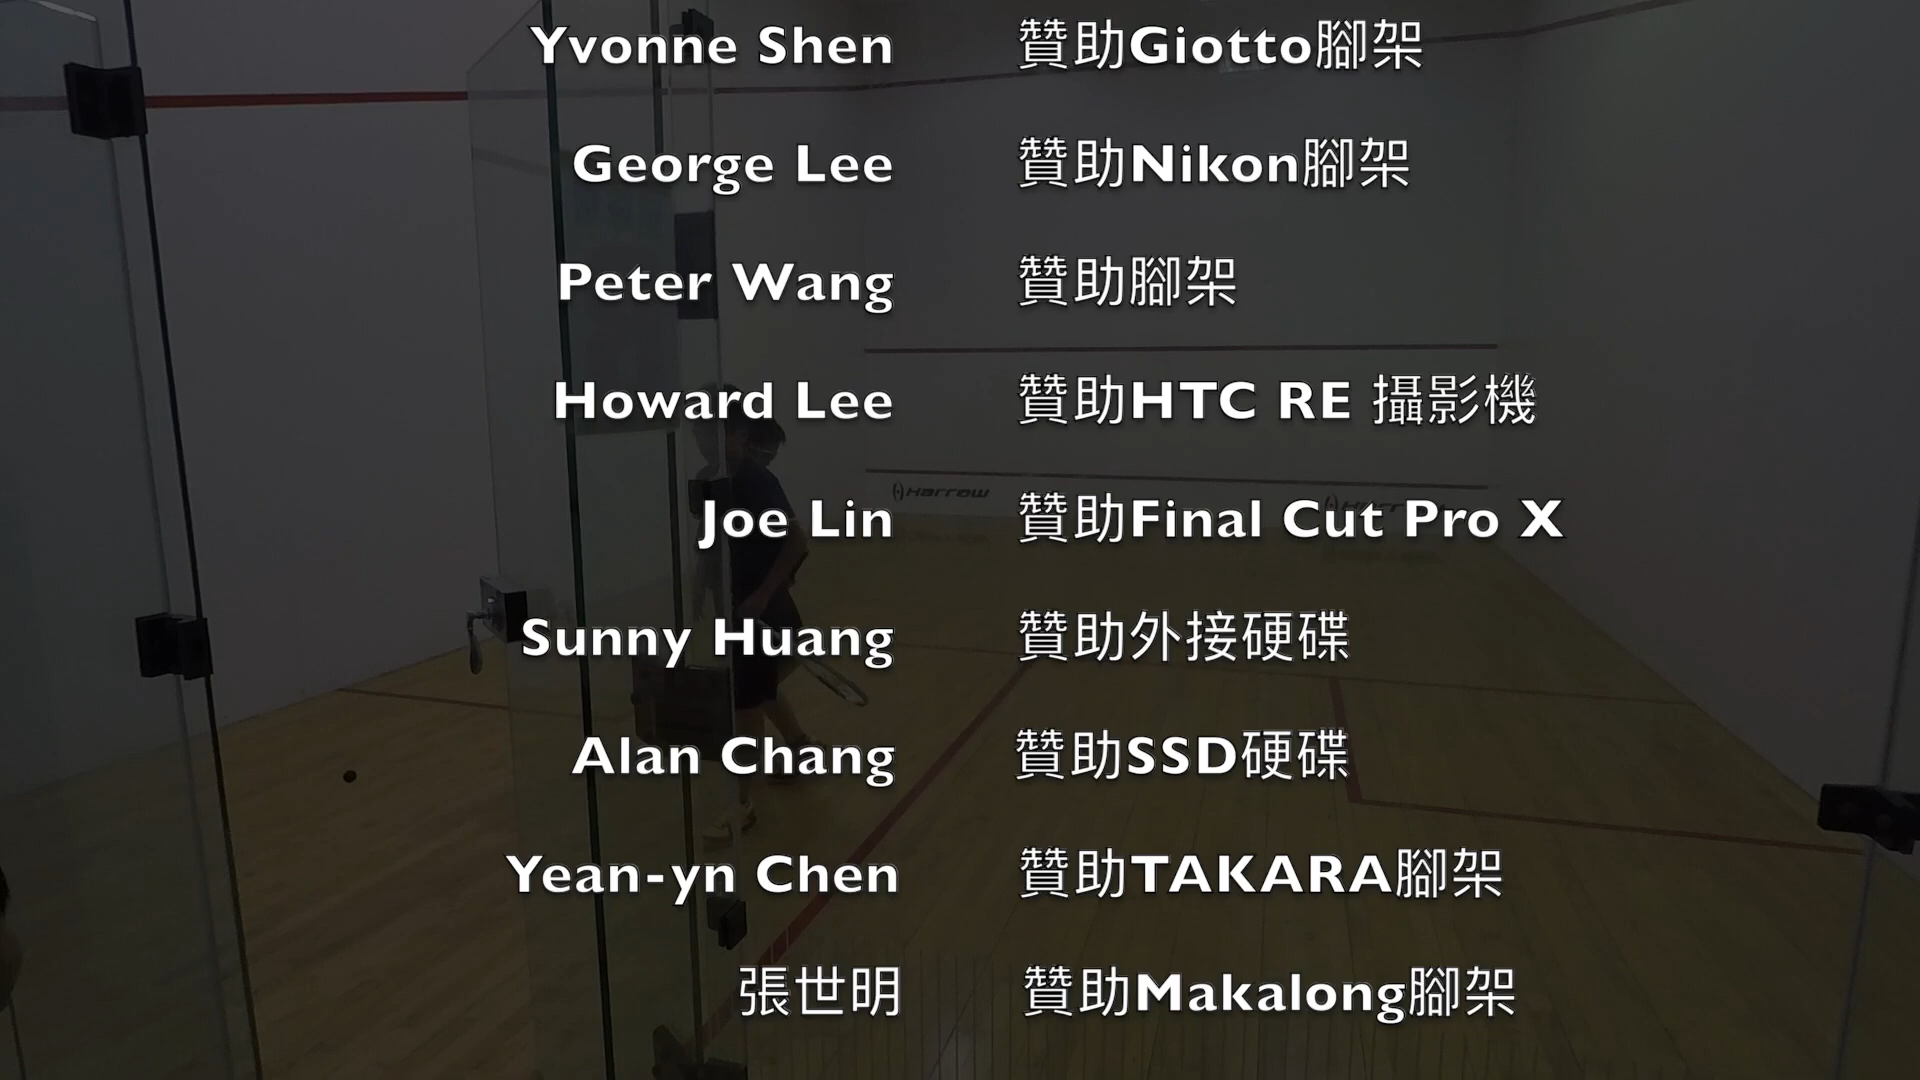 Yvonne Shen 贊助Giotto腳架
George Lee 贊助Nikon腳架
Peter Wang 贊助腳架
Howard Lee 贊助HTC RE 攝影機
Joe Lin 贊助Final Cut Pro X
Sunny Huang 贊助外接硬碟
Alan Chang 贊助SSD硬碟
Yean-yn Chen 贊助TAKARA腳架
張世明 贊助Makalong腳架
Harrow
Harrow